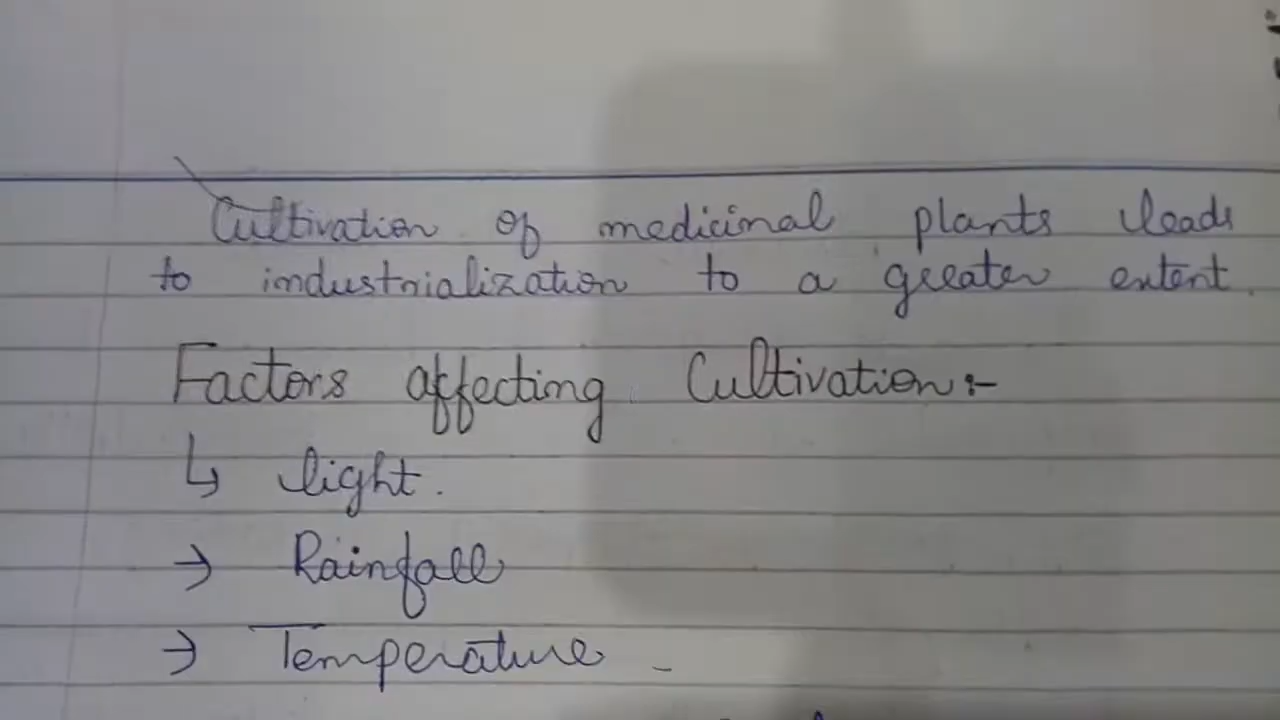 Cultivation of medicinal plants leads
to industrialization to a greater extent.
Factors affecting Cultivation:-
↳ light.
→ Rainfall
→ Temperature -